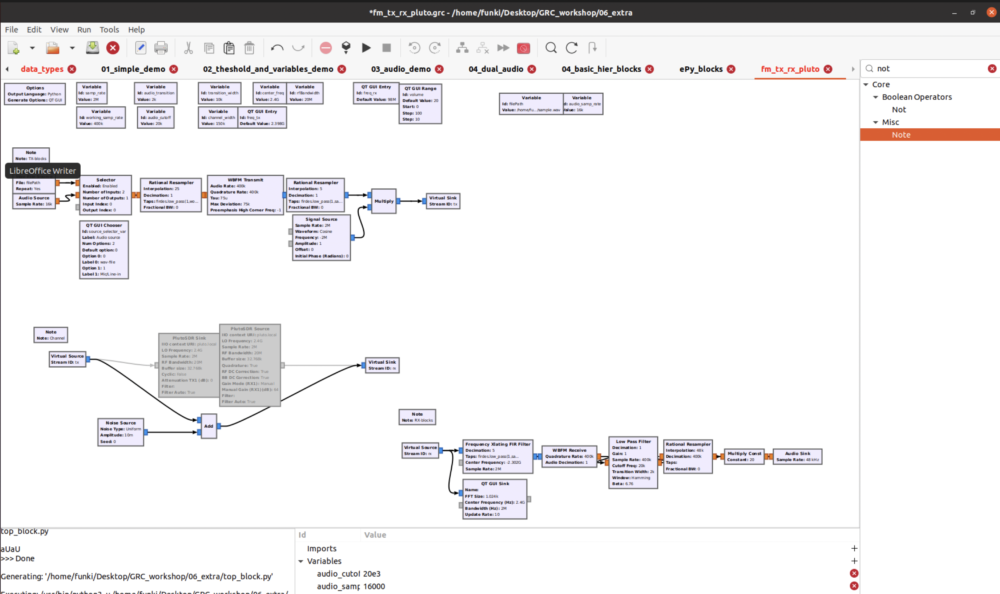 *fm_tx_rx_pluto.grc - /home/funki/Desktop/GRC_workshop/06_extra
File Edit View Run Tools Help
data_types 01_simple_demo 02_theshold_and_variables_demo 03_audio_demo 04_dual_audio 04_basic_hier_blocks ePy_blocks fm_tx_rx_pluto
not
Core
Boolean Operators
Not
Misc
Note
Options
Output Language: Python
Generate Options: QT GUI
Variable
Id: samp_rate
Value: 2M
Variable
Id: audio_transition
Value: 2k
Variable
Id: transition_width
Value: 10k
Variable
Id: center_freq
Value: 2.4G
Variable
Id: rfBandwidth
Value: 20M
QT GUI Entry
Id: freq_rx
Default Value: 98M
QT GUI Range
Id: volume
Default Value: 20
Start: 0
Stop: 100
Step: 10
Variable
Id: filePath
Value: /home/fu.../sample.wav
Variable
d: audio_samp_rate
Value: 16k
Variable
Id: working_samp_rate
Value: 400k
Variable
Id: audio_cutoff
Value: 20k
Variable
Id: channel_width
Value: 150k
QT GUI Entry
Id: freq_tx
Default Value: 2.398G
Note
Note: TX-blocks
LibreOffice Writer
File: filePath
Repeat: Yes
Audio Source
Sample Rate: 16k
Selector
Enabled: Enabled
Number of Inputs: 2
Number of Outputs: 1
Input Index: 0
Output Index: 0
Rational Resampler
Interpolation: 25
Decimation: 1
Taps: firdes.low_pass(1,wo...
Fractional BW: 0
WBFM Transmit
Audio Rate: 400k
Quadrature Rate: 400k
Tau: 75u
Max Deviation: 75k
Preemphasis High Corner Freq: -1
Rational Resampler
Interpolation: 5
Decimation: 1
Taps: firdes.low_pass(1,sa...
Fractional BW: 0
Multiply
Virtual Sink
Stream ID: tx
Signal Source
Sample Rate: 2M
Waveform: Cosine
Frequency: -2M
Amplitude: 1
Offset: 0
Initial Phase (Radians): 0
QT GUI Chooser
Id: source_selector_var
Label: Audio source
Num Options: 2
Default option: 0
Option 0: 0
Label 0: wav-file
Option 1: 1
Label 1: Mic/Line-in
Note
Note: Channel
Virtual Source
Stream ID: tx
PlutoSDR Sink
IIO context URI: pluto.local
LO Frequency: 2.4G
Sample Rate: 2M
RF Bandwidth: 20M
Buffer size: 32.768k
Cyclic: False
Attenuation TX1 (dB): 0
Filter:
Filter Auto: True
PlutoSDR Source
IIO context URI: pluto.local
LO Frequency: 2.4G
Sample Rate: 2M
RF Bandwidth: 20M
Buffer size: 32.768k
Quadrature: True
RF DC Correction: True
BB DC Correction: True
Gain Mode (RX1): Manual
Manual Gain (RX1)(dB): 64
Filter:
Filter Auto: True
Virtual Sink
Stream ID: rx
Noise Source
Noise Type: Uniform
Amplitude: 10m
Seed: 0
Add
Note
Note: RX-blocks
Virtual Source
Stream ID: rx
Frequency Xlating FIR Filter
Decimation: 5
Taps: firdes.low_pass(1,sa...
Center Frequency: -2.302G
Sample Rate: 2M
WBFM Receive
Quadrature Rate: 400k
Audio Decimation: 1
Low Pass Filter
Decimation: 1
Gain: 1
Sample Rate: 400k
Cutoff Freq: 20k
Transition Width: 2k
Window: Hamming
Beta: 6.76
Rational Resampler
Interpolation: 48k
Decimation: 400k
Taps:
Fractional BW: 0
Multiply Const
Constant: 20
Audio Sink
Sample Rate: 48 kHz
QT GUI Sink
Name:
FFT Size: 1.024k
Center Frequency (Hz): 2.4G
Bandwidth (Hz): 2M
Update Rate: 10
top_block.py
aUaU
>>> Done
Generating: '/home/funki/Desktop/GRC_workshop/06_extra/top_block.py'
Executing: /usr/bin/python3 -u /home/funki/Desktop/GRC_workshop/06_extra/
Id Value
Imports
Variables
audio_cutof 20e3
audio_samp 16000